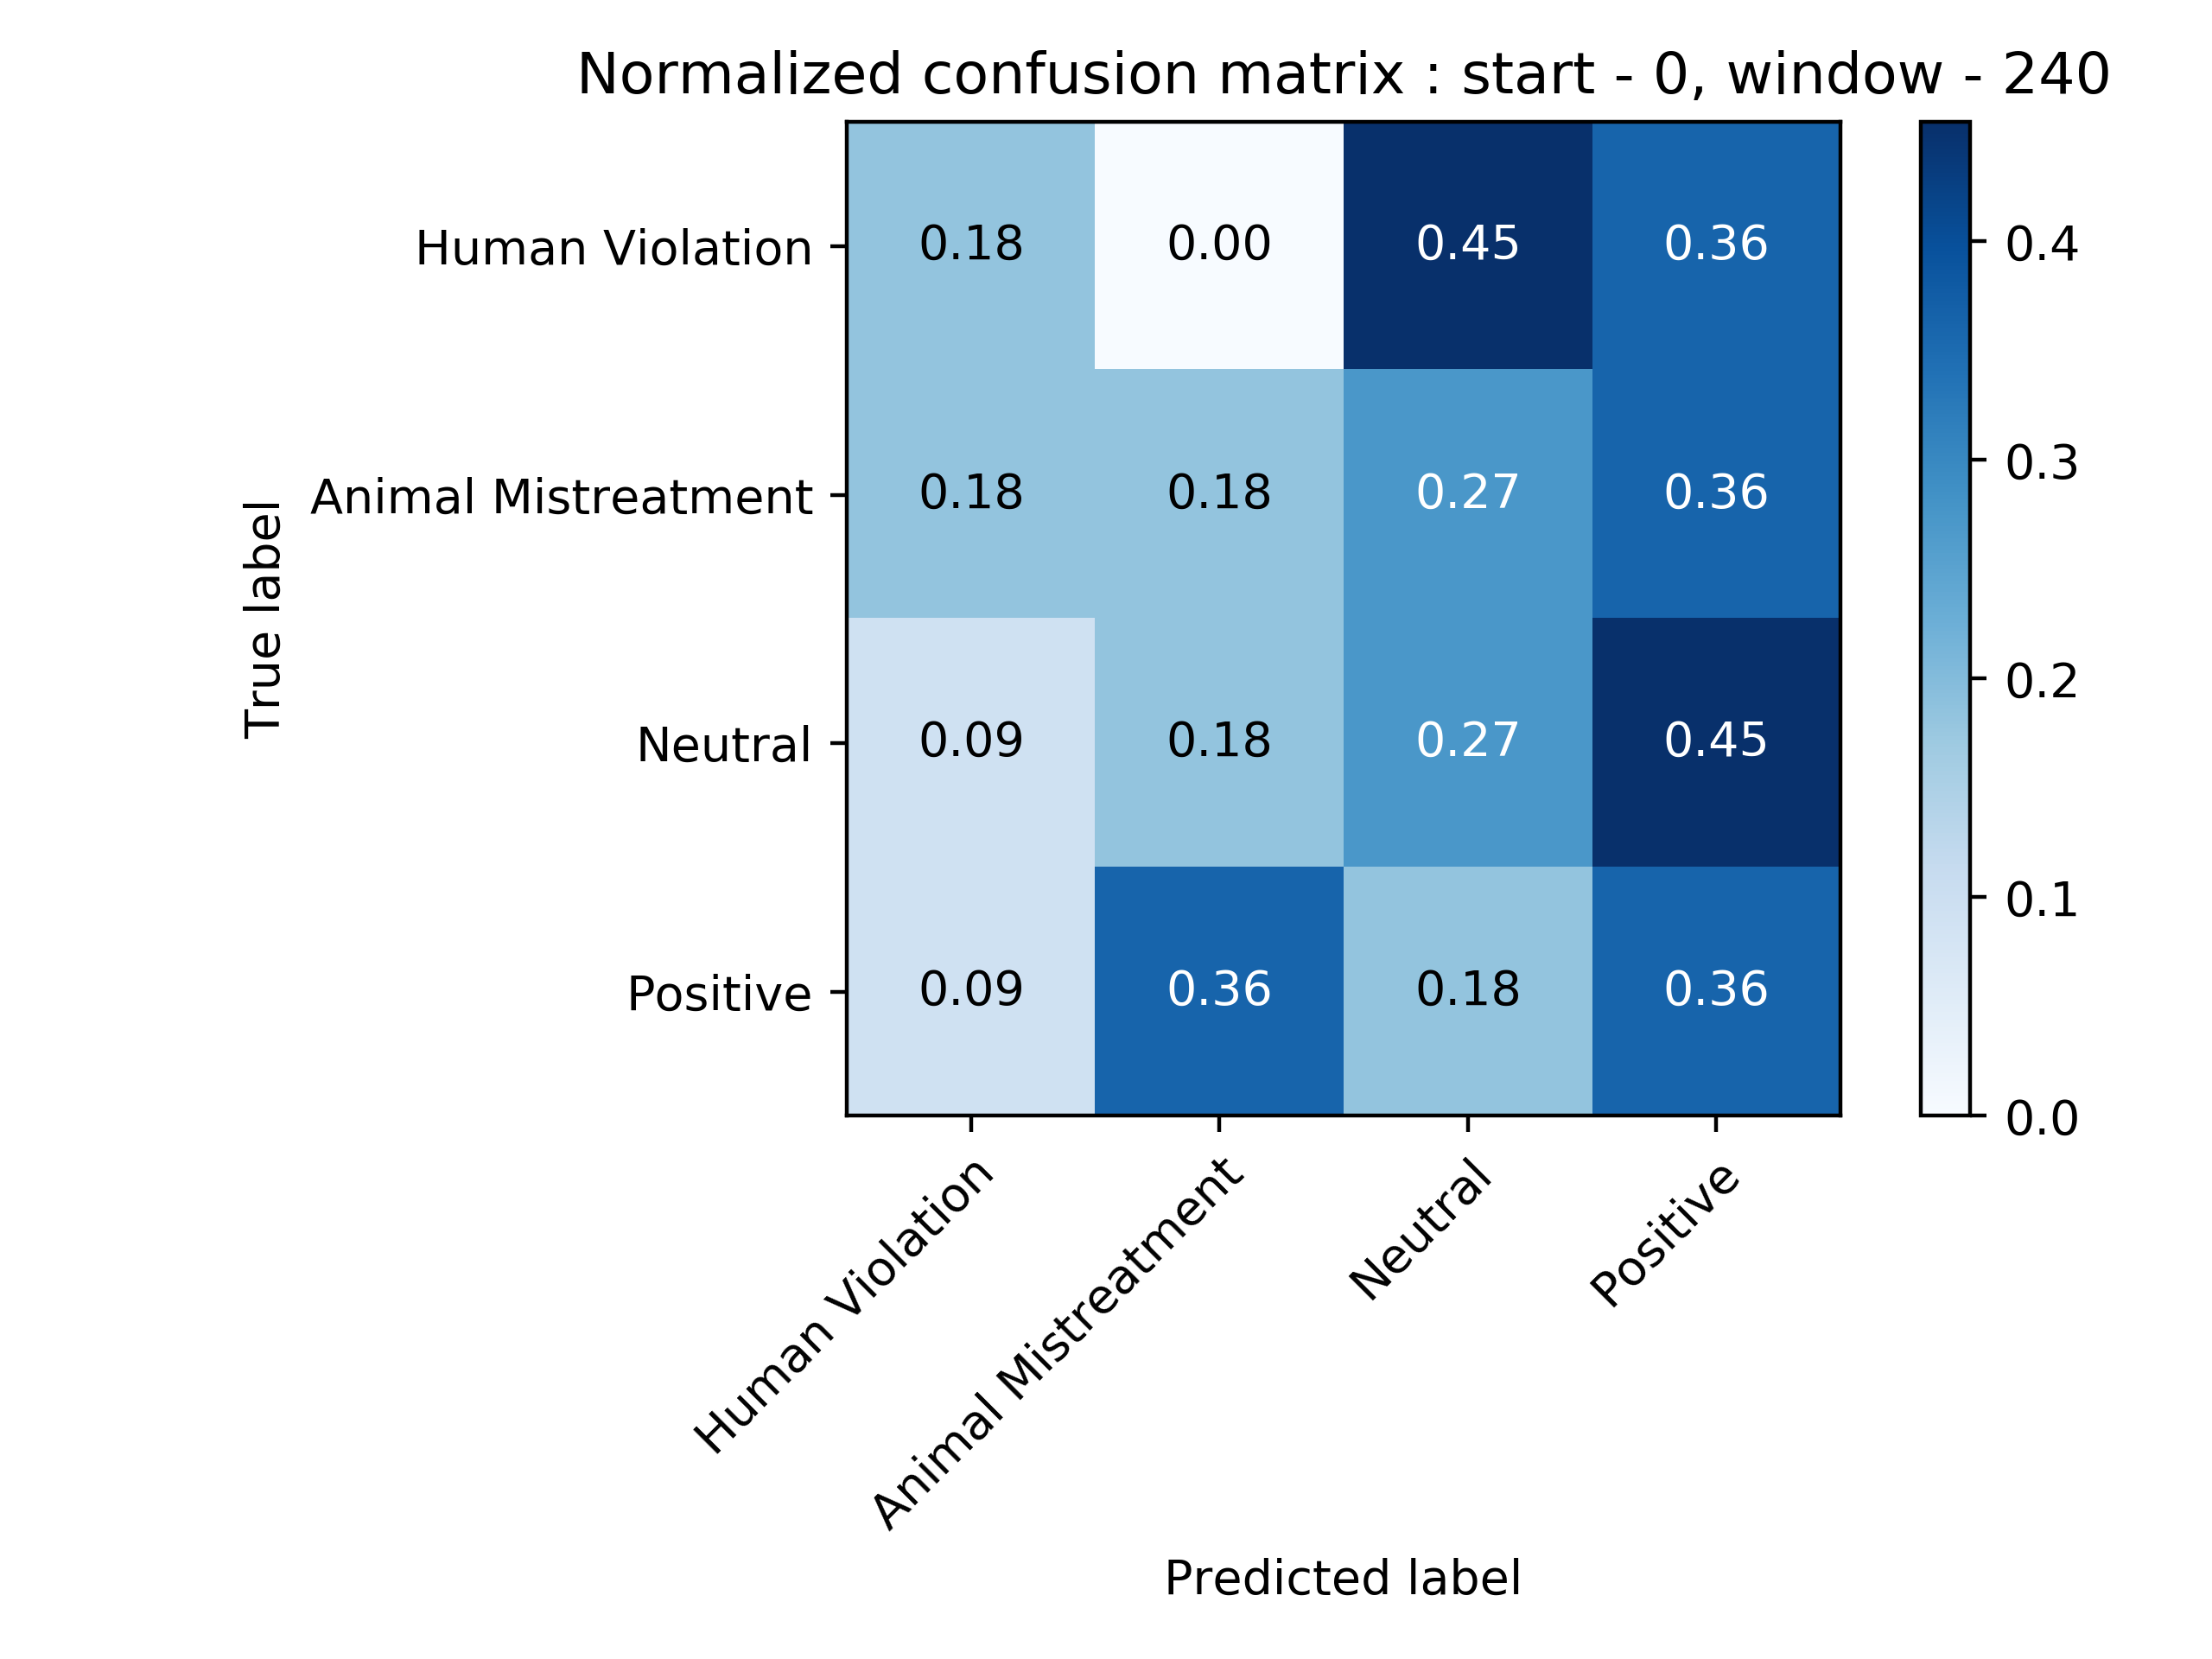 Normalized confusion matrix : start - 0, window - 240
True label
Human Violation 0.18 0.00 0.45 0.36
Animal Mistreatment 0.18 0.18 0.27 0.36
Neutral 0.09 0.18 0.27 0.45
Positive 0.09 0.36 0.18 0.36
Human Violation
Animal Mistreatment
Neutral
Positive
Predicted label
0.4
0.3
0.2
0.1
0.0